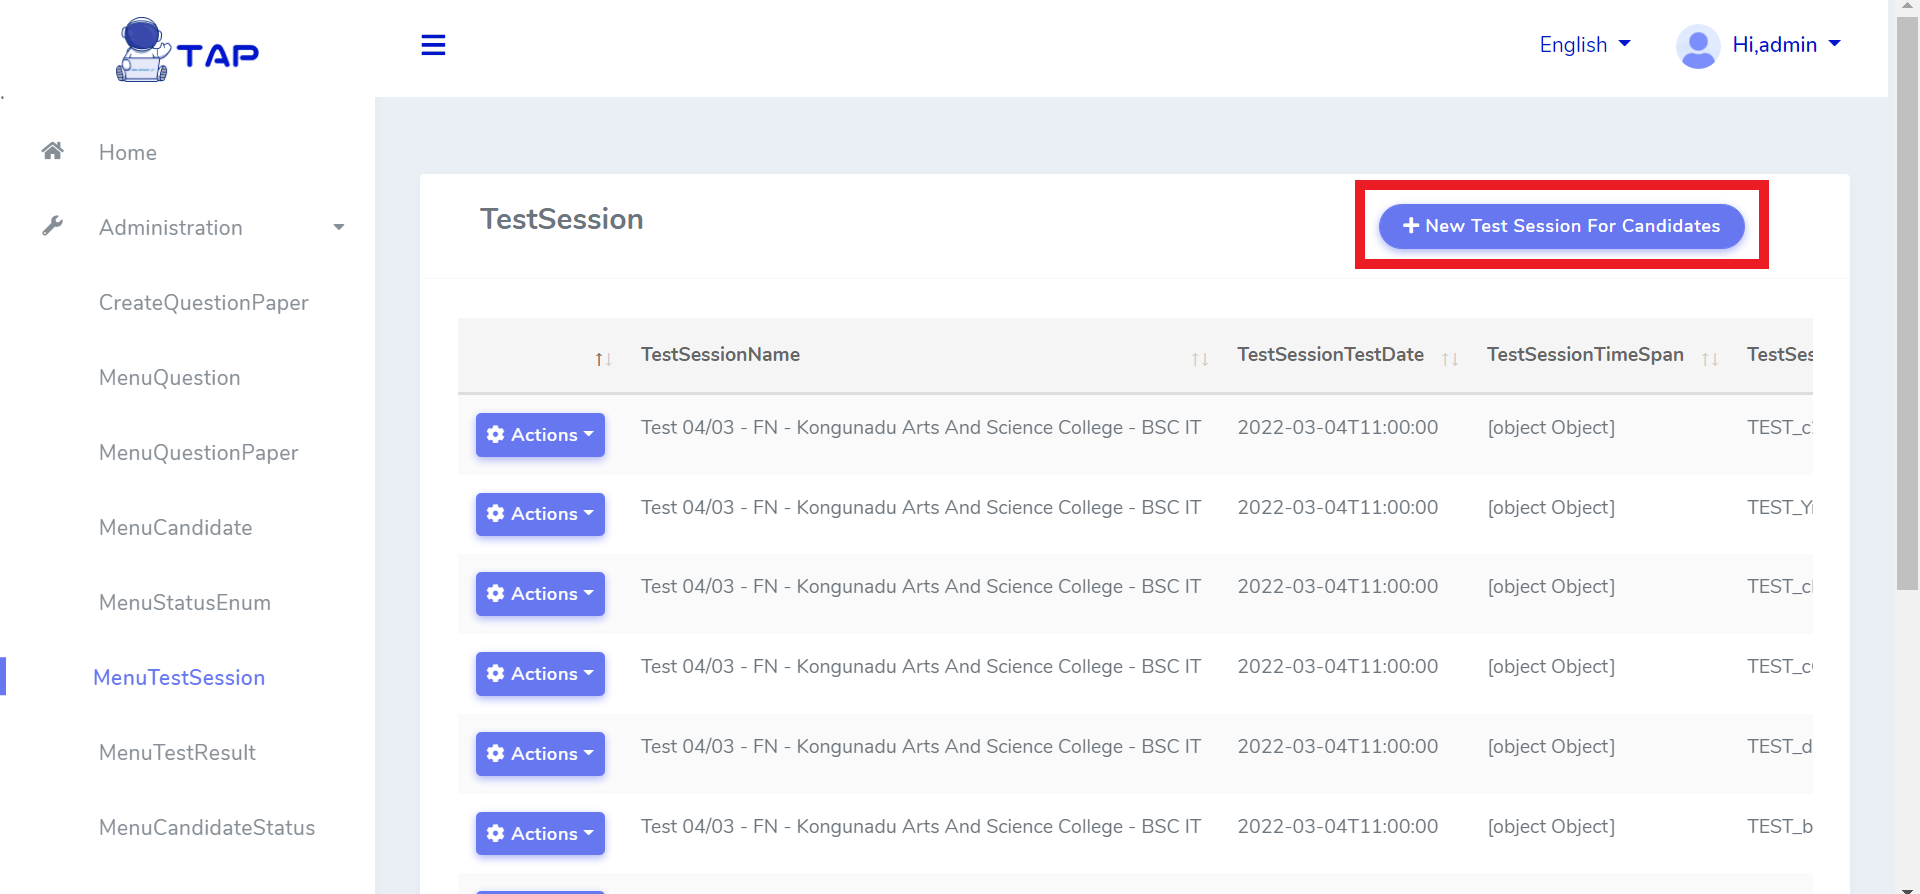 TAP
English
Hi,admin
Home
Administration
CreateQuestionPaper
MenuQuestion
MenuQuestionPaper
MenuCandidate
MenuStatusEnum
MenuTestSession
MenuTestResult
MenuCandidateStatus
TestSession
New Test Session For Candidates
TestSessionName TestSessionTestDate TestSessionTimeSpan TestSes
Actions Test 04/03 - FN - Kongunadu Arts And Science College - BSC IT 2022-03-04T11:00:00 [object Object] TEST_c
Actions Test 04/03 - FN - Kongunadu Arts And Science College - BSC IT 2022-03-04T11:00:00 [object Object] TEST_Y
Actions Test 04/03 - FN - Kongunadu Arts And Science College - BSC IT 2022-03-04T11:00:00 [object Object] TEST_c
Actions Test 04/03 - FN - Kongunadu Arts And Science College - BSC IT 2022-03-04T11:00:00 [object Object] TEST_c
Actions Test 04/03 - FN - Kongunadu Arts And Science College - BSC IT 2022-03-04T11:00:00 [object Object] TEST_d
Actions Test 04/03 - FN - Kongunadu Arts And Science College - BSC IT 2022-03-04T11:00:00 [object Object] TEST_b